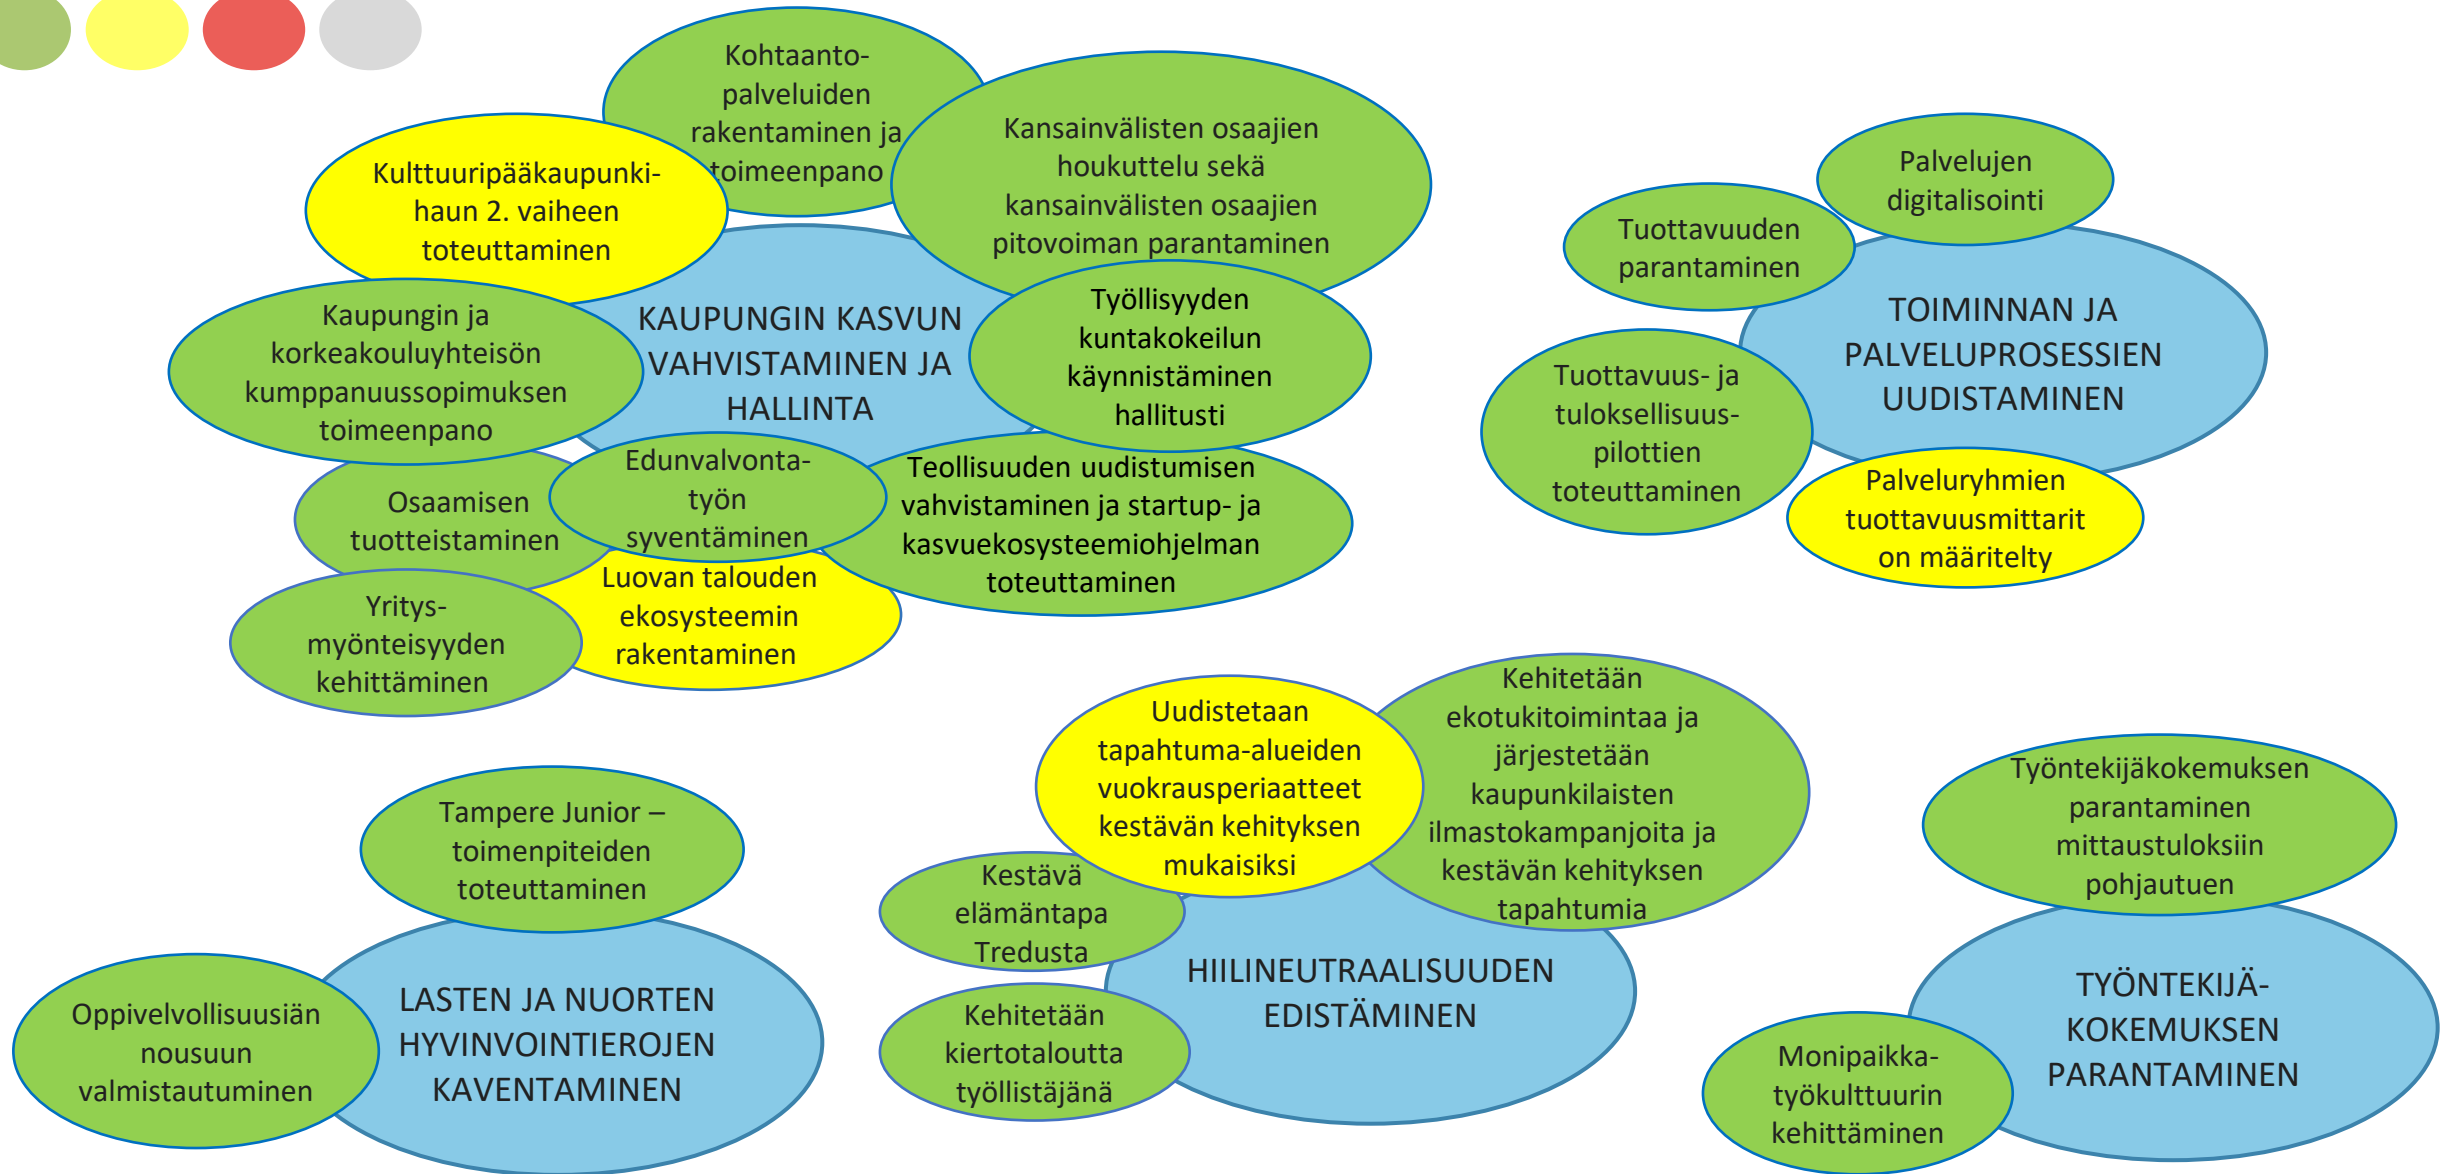 Kohtaanto-
palveluiden
rakentaminen ja
toimeenpano
Kansainvälisten osaajien
houkuttelu sekä
kansainvälisten osaajien
pitovoiman parantaminen
Kulttuuripääkaupunki-
haun 2. vaiheen
toteuttaminen
Kaupungin ja
korkeakouluyhteisön
kumppanuussopimuksen
toimeenpano
KAUPUNGIN KASVUN
VAHVISTAMINEN JA
HALLINTA
Työllisyyden
kuntakokeilun
käynnistäminen
hallitusti
Osaamisen
tuotteistaminen
Edunvalvonta-
työn
syventäminen
Teollisuuden uudistumisen
vahvistaminen ja startup- ja
kasvuekosysteemiohjelman
toteuttaminen
Yritys-
myönteisyyden
kehittäminen
Luovan talouden
ekosysteemin
rakentaminen
Palvelujen
digitalisointi
Tuottavuuden
parantaminen
TOIMINNAN JA
PALVELUPROSESSIEN
UUDISTAMINEN
Tuottavuus- ja
tuloksellisuus-
pilottien
toteuttaminen
Palveluryhmien
tuottavuusmittarit
on määritelty
Tampere Junior –
toimenpiteiden
toteuttaminen
Oppivelvollisuusiän
nousuun
valmistautuminen
LASTEN JA NUORTEN
HYVINVOINTIEROJEN
KAVENTAMINEN
Uudistetaan
tapahtuma-alueiden
vuokrausperiaatteet
kestävän kehityksen
mukaisiksi
Kehitetään
ekotukitoimintaa ja
järjestetään
kaupunkilaisten
ilmastokampanjoita ja
kestävän kehityksen
tapahtumia
Kestävä
elämäntapa
Tredusta
HIILINEUTRAALISUUDEN
EDISTÄMINEN
Kehitetään
kiertotaloutta
työllistäjänä
Työntekijäkokemuksen
parantaminen
mittaustuloksiin
pohjautuen
TYÖNTEKIJÄ-
KOKEMUKSEN
PARANTAMINEN
Monipaikka-
työkulttuurin
kehittäminen